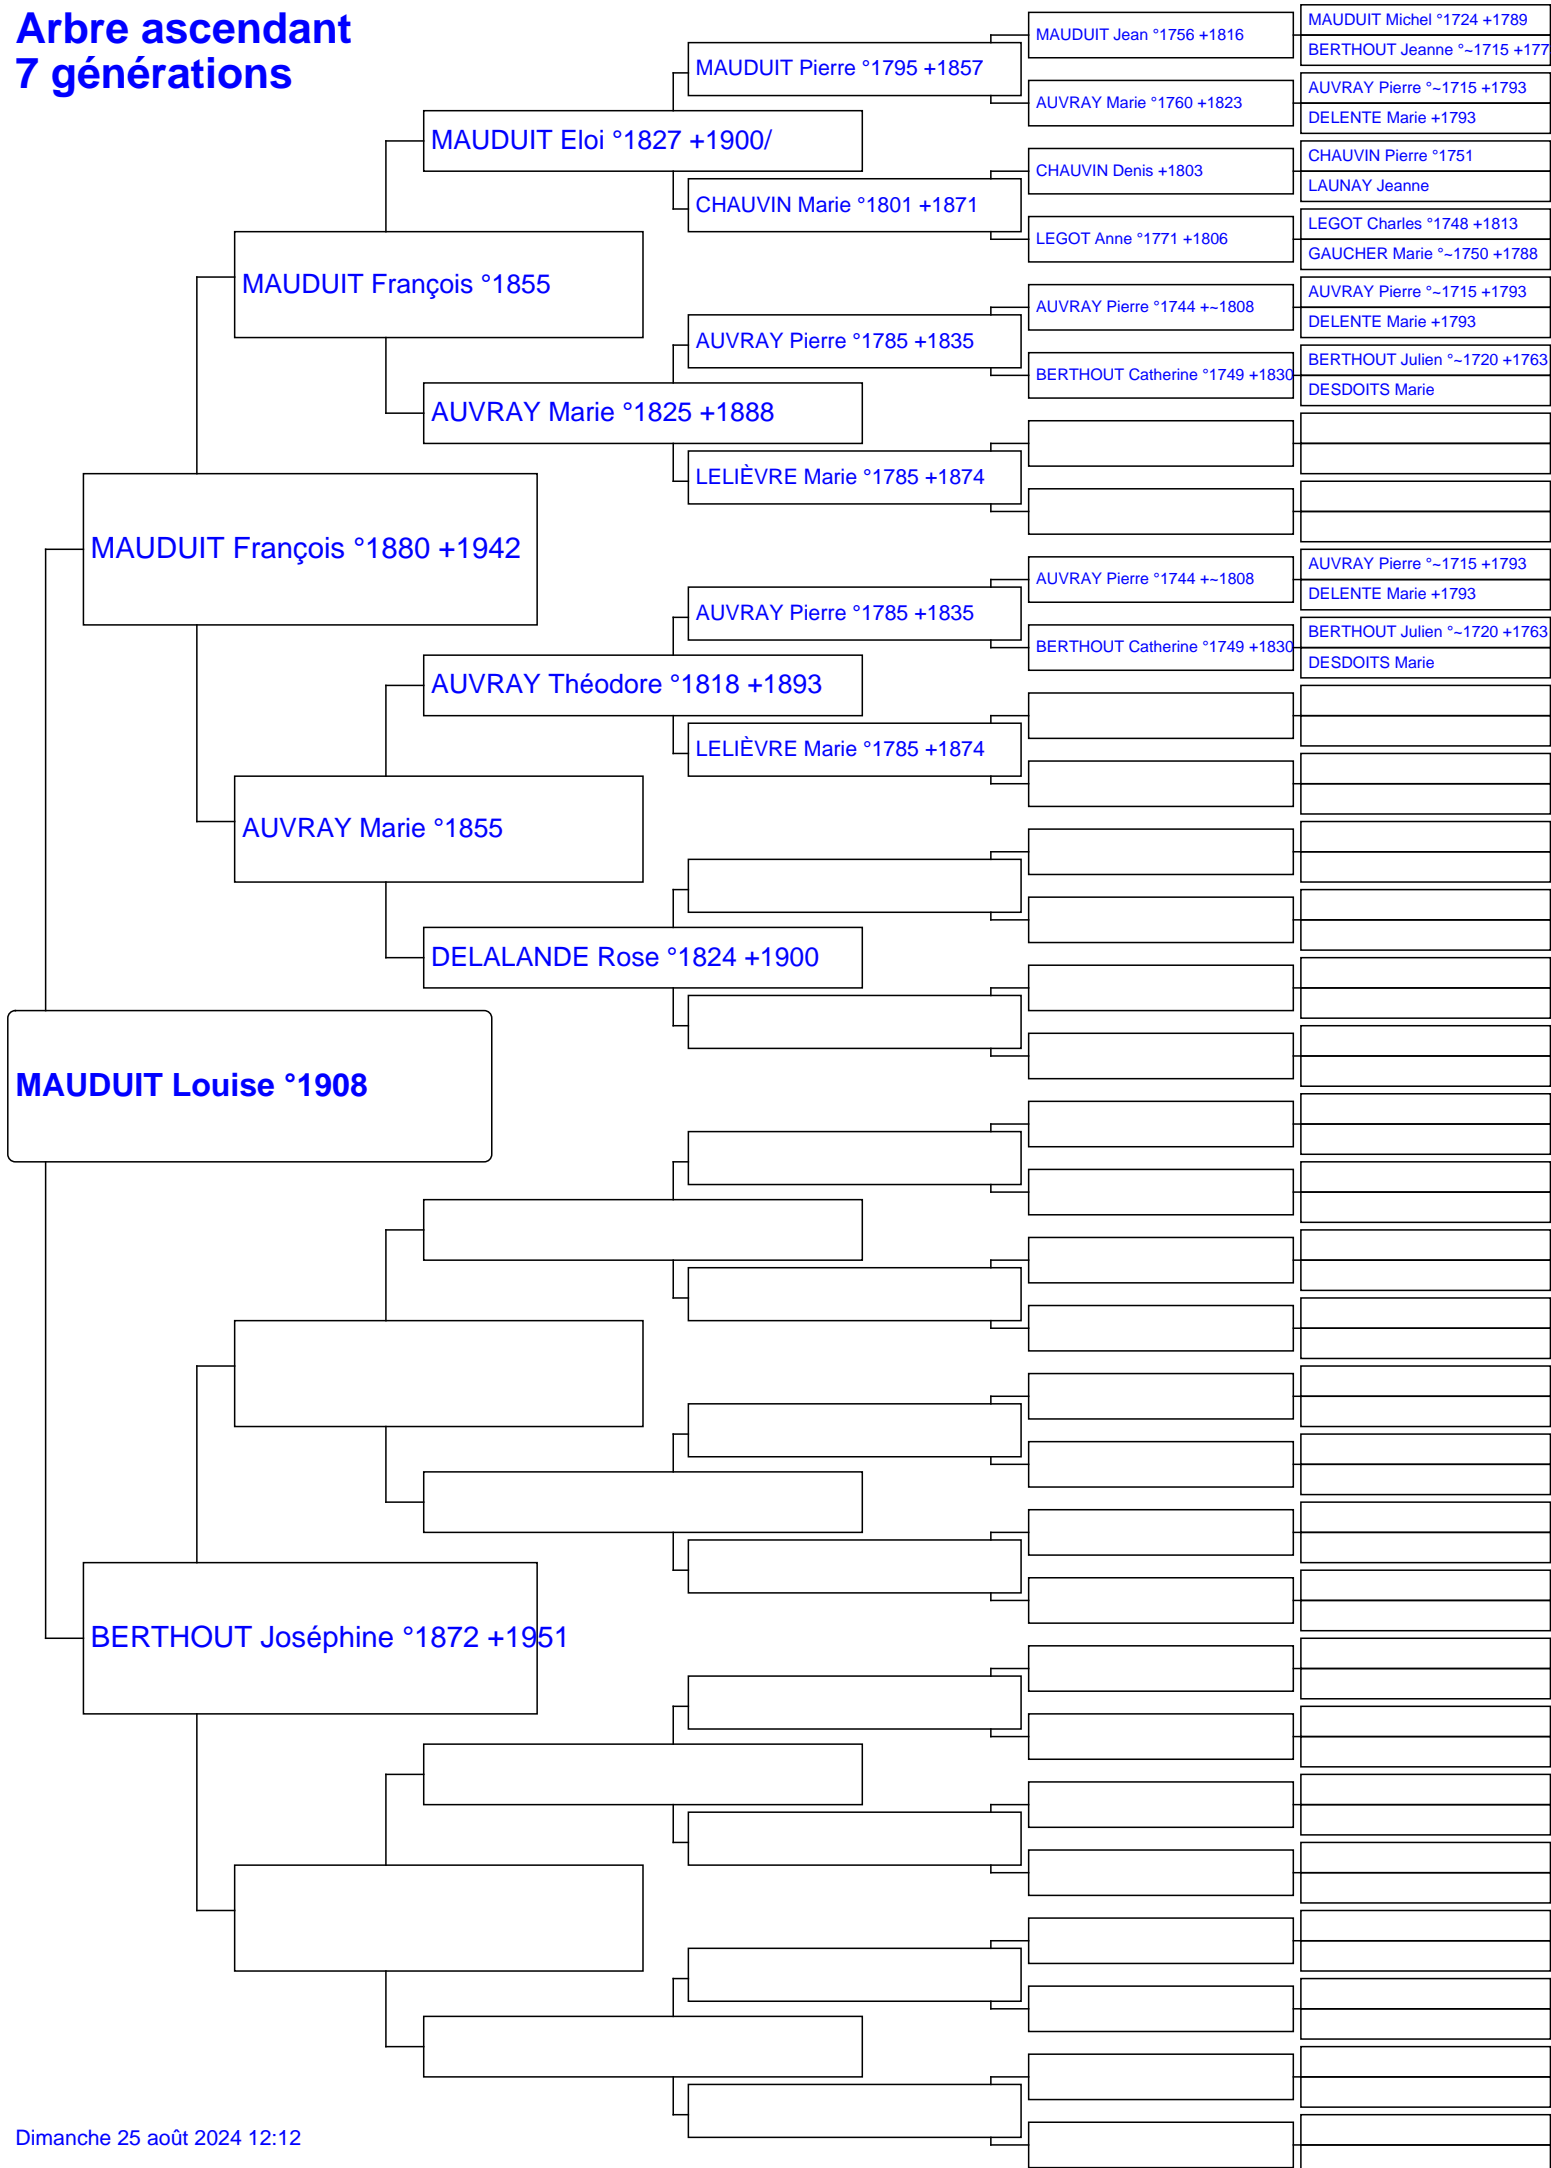 Arbre ascendant
7 générations
MAUDUIT Louise °1908
MAUDUIT François °1880 +1942
BERTHOUT Joséphine °1872 +1951
MAUDUIT François °1855
AUVRAY Marie °1855
MAUDUIT Eloi °1827 +1900/
AUVRAY Marie °1825 +1888
AUVRAY Théodore °1818 +1893
DELALANDE Rose °1824 +1900
MAUDUIT Pierre °1795 +1857
CHAUVIN Marie °1801 +1871
AUVRAY Pierre °1785 +1835
LELIÈVRE Marie °1785 +1874
AUVRAY Pierre °1785 +1835
LELIÈVRE Marie °1785 +1874
MAUDUIT Jean °1756 +1816
AUVRAY Marie °1760 +1823
CHAUVIN Denis +1803
LEGOT Anne °1771 +1806
AUVRAY Pierre °1744 +~1808
BERTHOUT Catherine °1749 +1830
AUVRAY Pierre °1744 +~1808
BERTHOUT Catherine °1749 +1830
MAUDUIT Michel °1724 +1789
BERTHOUT Jeanne °~1715 +177
AUVRAY Pierre °~1715 +1793
DELENTE Marie +1793
CHAUVIN Pierre °1751
LAUNAY Jeanne
LEGOT Charles °1748 +1813
GAUCHER Marie °~1750 +1788
AUVRAY Pierre °~1715 +1793
DELENTE Marie +1793
BERTHOUT Julien °~1720 +1763
DESDOITS Marie
AUVRAY Pierre °~1715 +1793
DELENTE Marie +1793
BERTHOUT Julien °~1720 +1763
DESDOITS Marie
Dimanche 25 août 2024 12:12